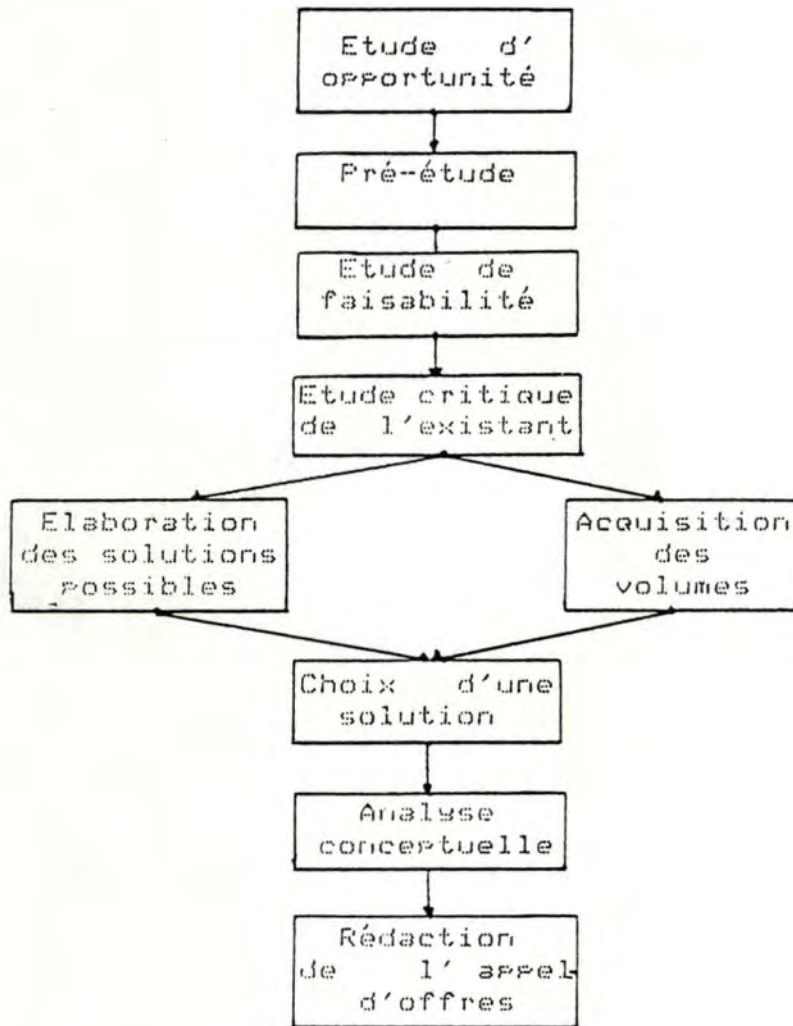 Etude d'
opportunité
Pré-étude
Etude de
faisabilité
Etude critique
de l'existant
Elaboration
des solutions
possibles
Acquisition
des
volumes
Choix d'une
solution
Analyse
conceptuelle
Rédaction
de l' appel
d'offres